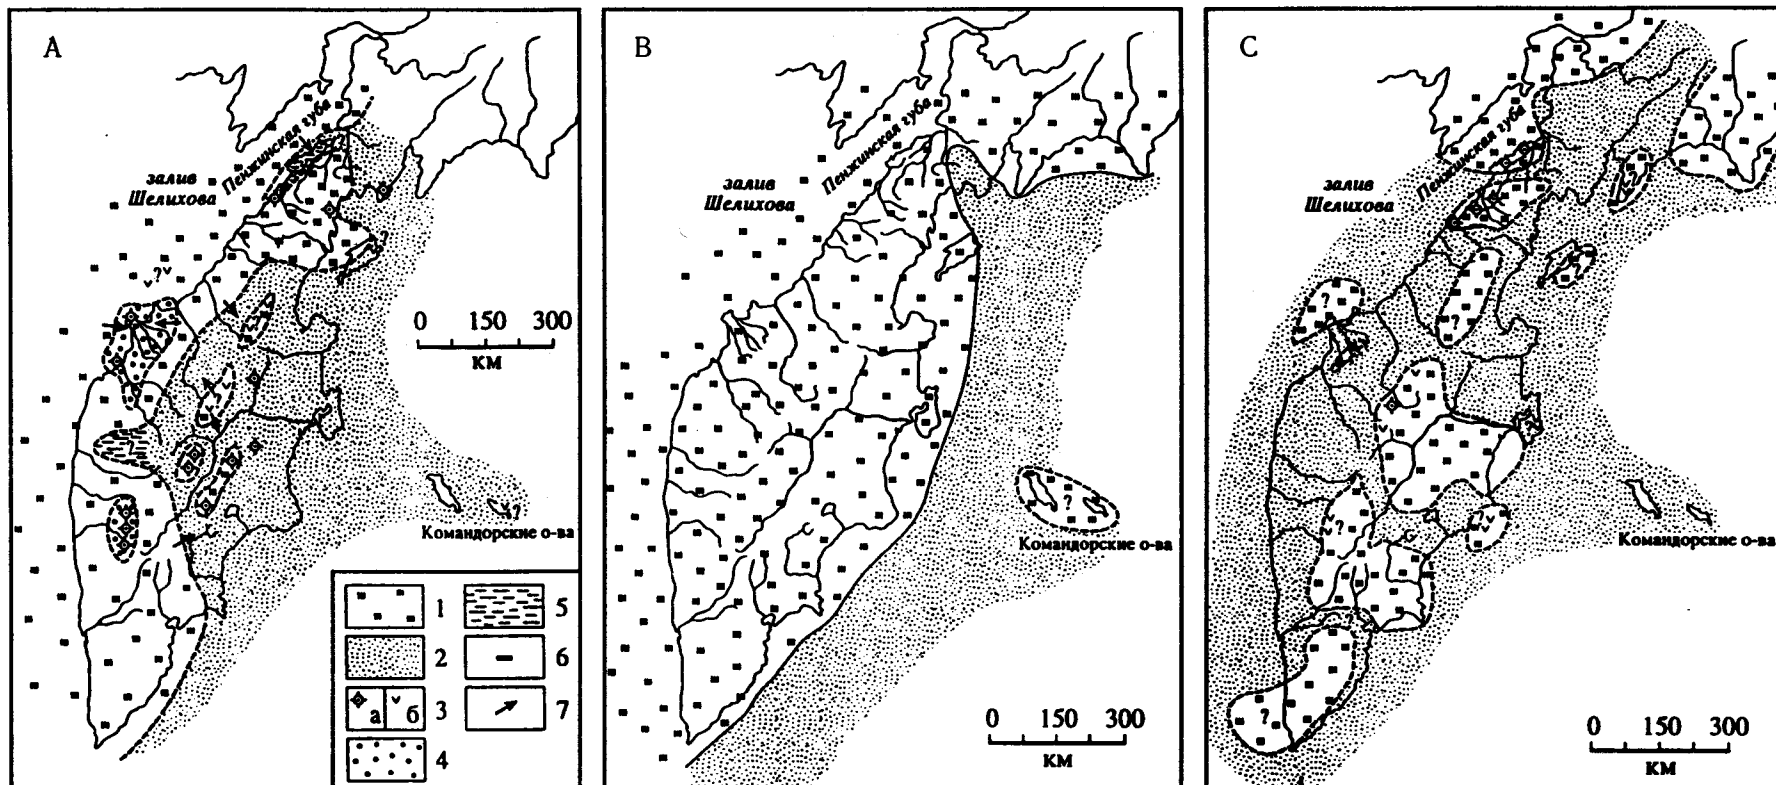 A
Пенжинская губа
залив
Шелихова
?
0 150 300
КМ
?
Командорские о-ва
1
2
а б 3
4
5
6
7
B
Пенжинская губа
залив
Шелихова
?
Командорские о-ва
0 150 300
КМ
C
Пенжинская губа
залив
Шелихова
?
?
?
?
Командорские о-ва
?
0 150 300
КМ